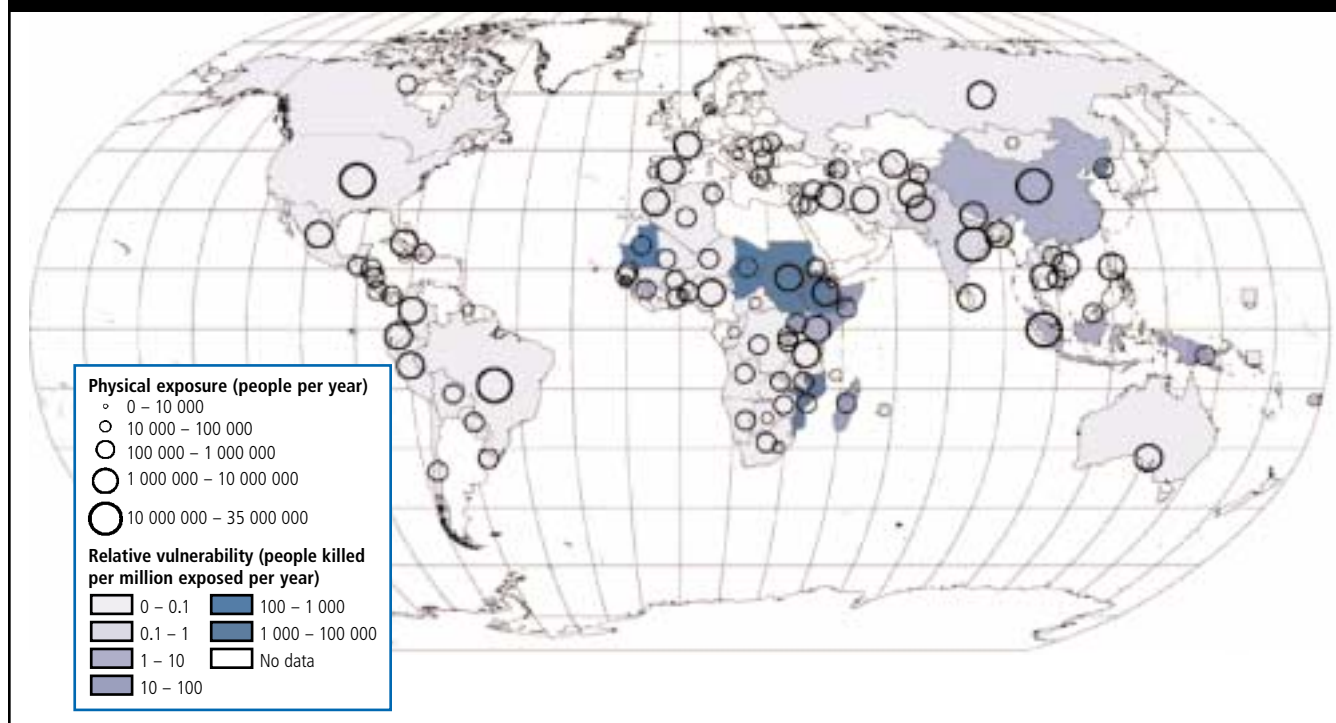 Physical exposure (people per year)
0 – 10 000
10 000 – 100 000
100 000 – 1 000 000
1 000 000 – 10 000 000
10 000 000 – 35 000 000
Relative vulnerability (people killed
per million exposed per year)
0 – 0.1
0.1 – 1
1 – 10
10 – 100
100 – 1 000
1 000 – 100 000
No data